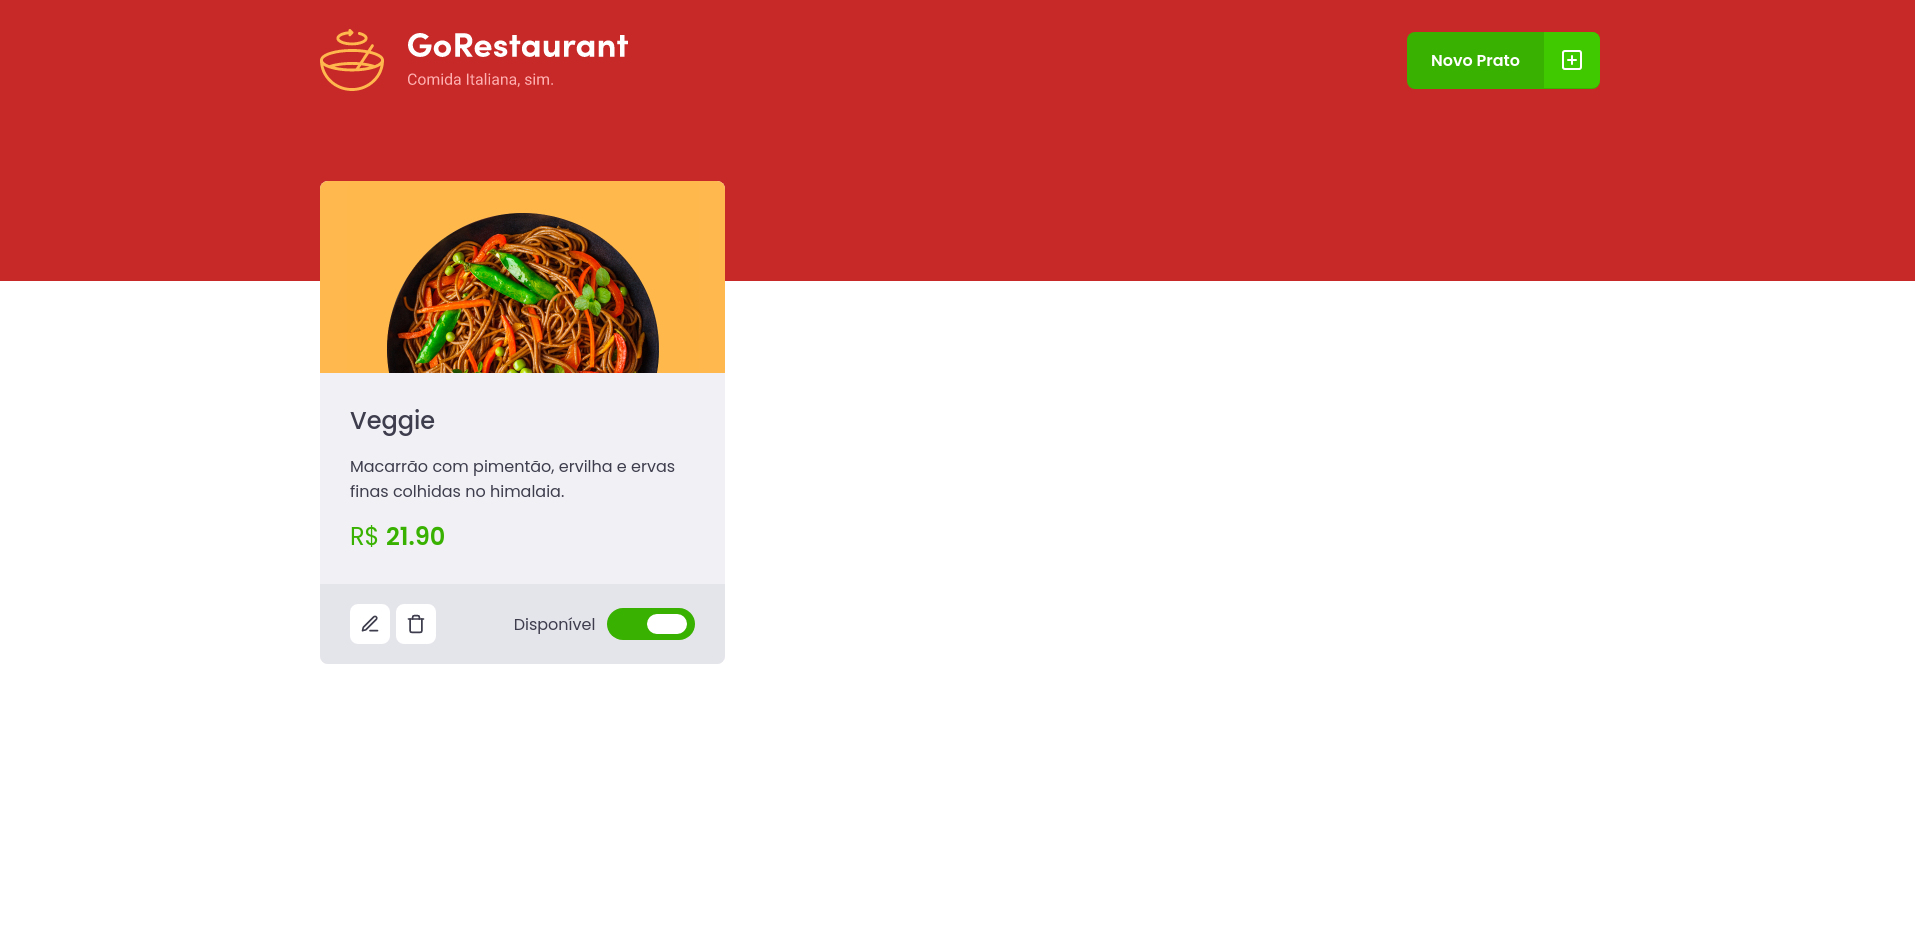 GoRestaurant
Comida Italiana, sim.
Novo Prato
Veggie
Macarrão com pimentão, ervilha e ervas
finas colhidas no himalaia.
R$ 21.90
Disponível